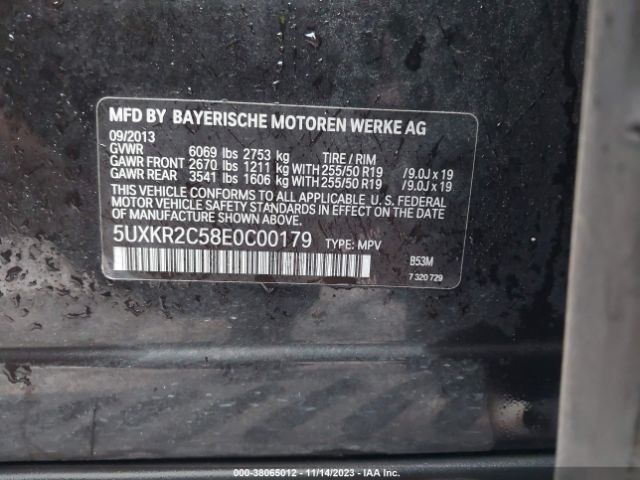 MFD BY BAYERISCHE MOTOREN WERKE AG
09/2013
GVWR 6069 lbs 2753 kg TIRE / RIM
GAWR FRONT 2670 lbs 1211 kg WITH 255/50 R19 /9.0J x 19
GAWR REAR 3541 lbs 1606 kg WITH 255/50 R19 /9.0J x 19
THIS VEHICLE CONFORMS TO ALL APPLICABLE U. S. FEDERAL
MOTOR VEHICLE SAFETY STANDARDS IN EFFECT ON THE DATE OF
MANUFACTURE SHOWN ABOVE.
5UXKR2C58E0C00179 TYPE: MPV
B53M
7 320 729
000-38065012 - 11/14/2023 - IAA Inc.